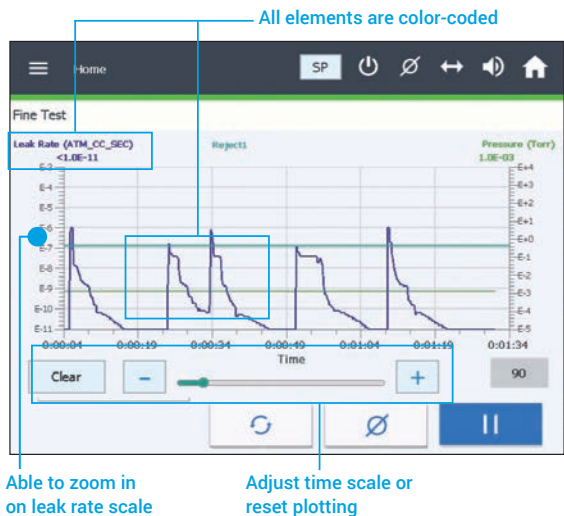 All elements are color-coded
Home
SP
Fine Test
Leak Rate (ATM_CC_SEC)
<1.0E-11
Reject1
Pressure (Torr)
1.0E-03
E-3
E-4
E-5
E-6
E-7
E-8
E-9
E-10
E-11
E+4
E+3
E+2
E+1
E+0
E-1
E-2
E-3
E-4
E-5
0:00:04 0:00:19 0:00:34 0:00:49 0:01:04 0:01:19 0:01:34
Time
Clear
-
+
90
Able to zoom in
on leak rate scale
Adjust time scale or
reset plotting